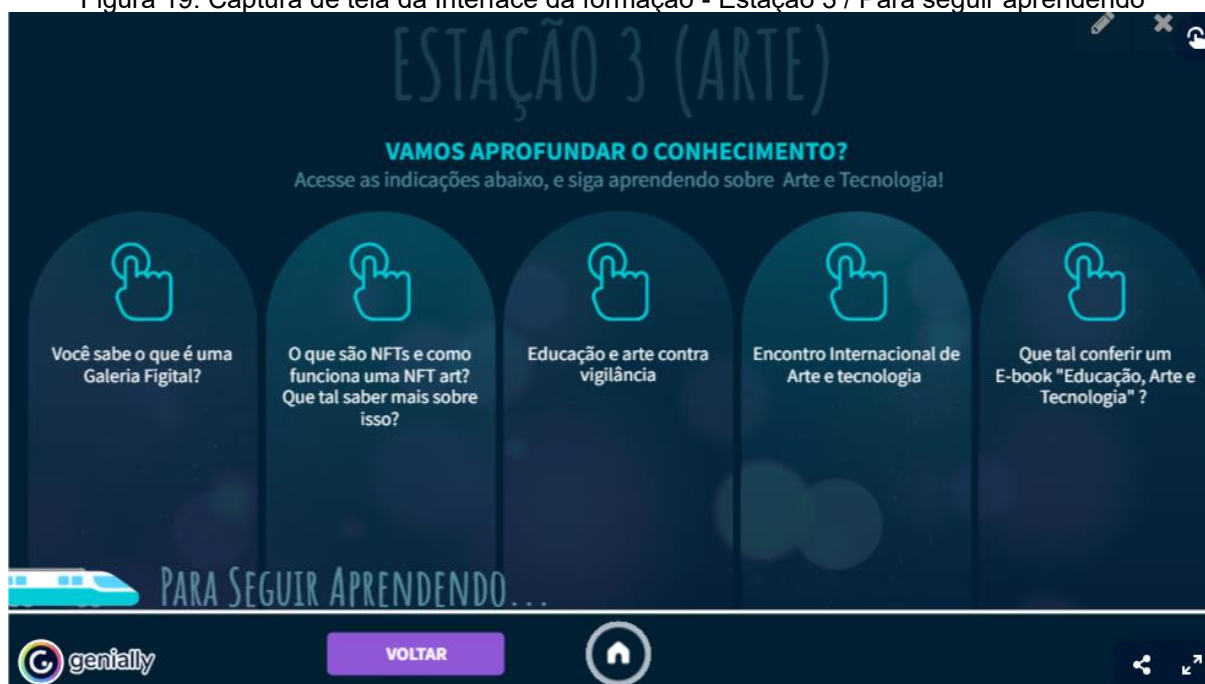 Figura 19: Captura de tela da Interface da formação - Estação 3 / Para seguir aprendendo
ESTAÇÃO 3 (ARTE)
VAMOS APROFUNDAR O CONHECIMENTO?
Acesse as indicações abaixo, e siga aprendendo sobre Arte e Tecnologia!
Você sabe o que é uma
Galeria Figital?
O que são NFTs e como
funciona uma NFT art?
Que tal saber mais sobre
isso?
Educação e arte contra
vigilância
Encontro Internacional de
Arte e tecnologia
Que tal conferir um
E-book "Educação, Arte e
Tecnologia" ?
PARA SEGUIR APRENDENDO...
genially
VOLTAR